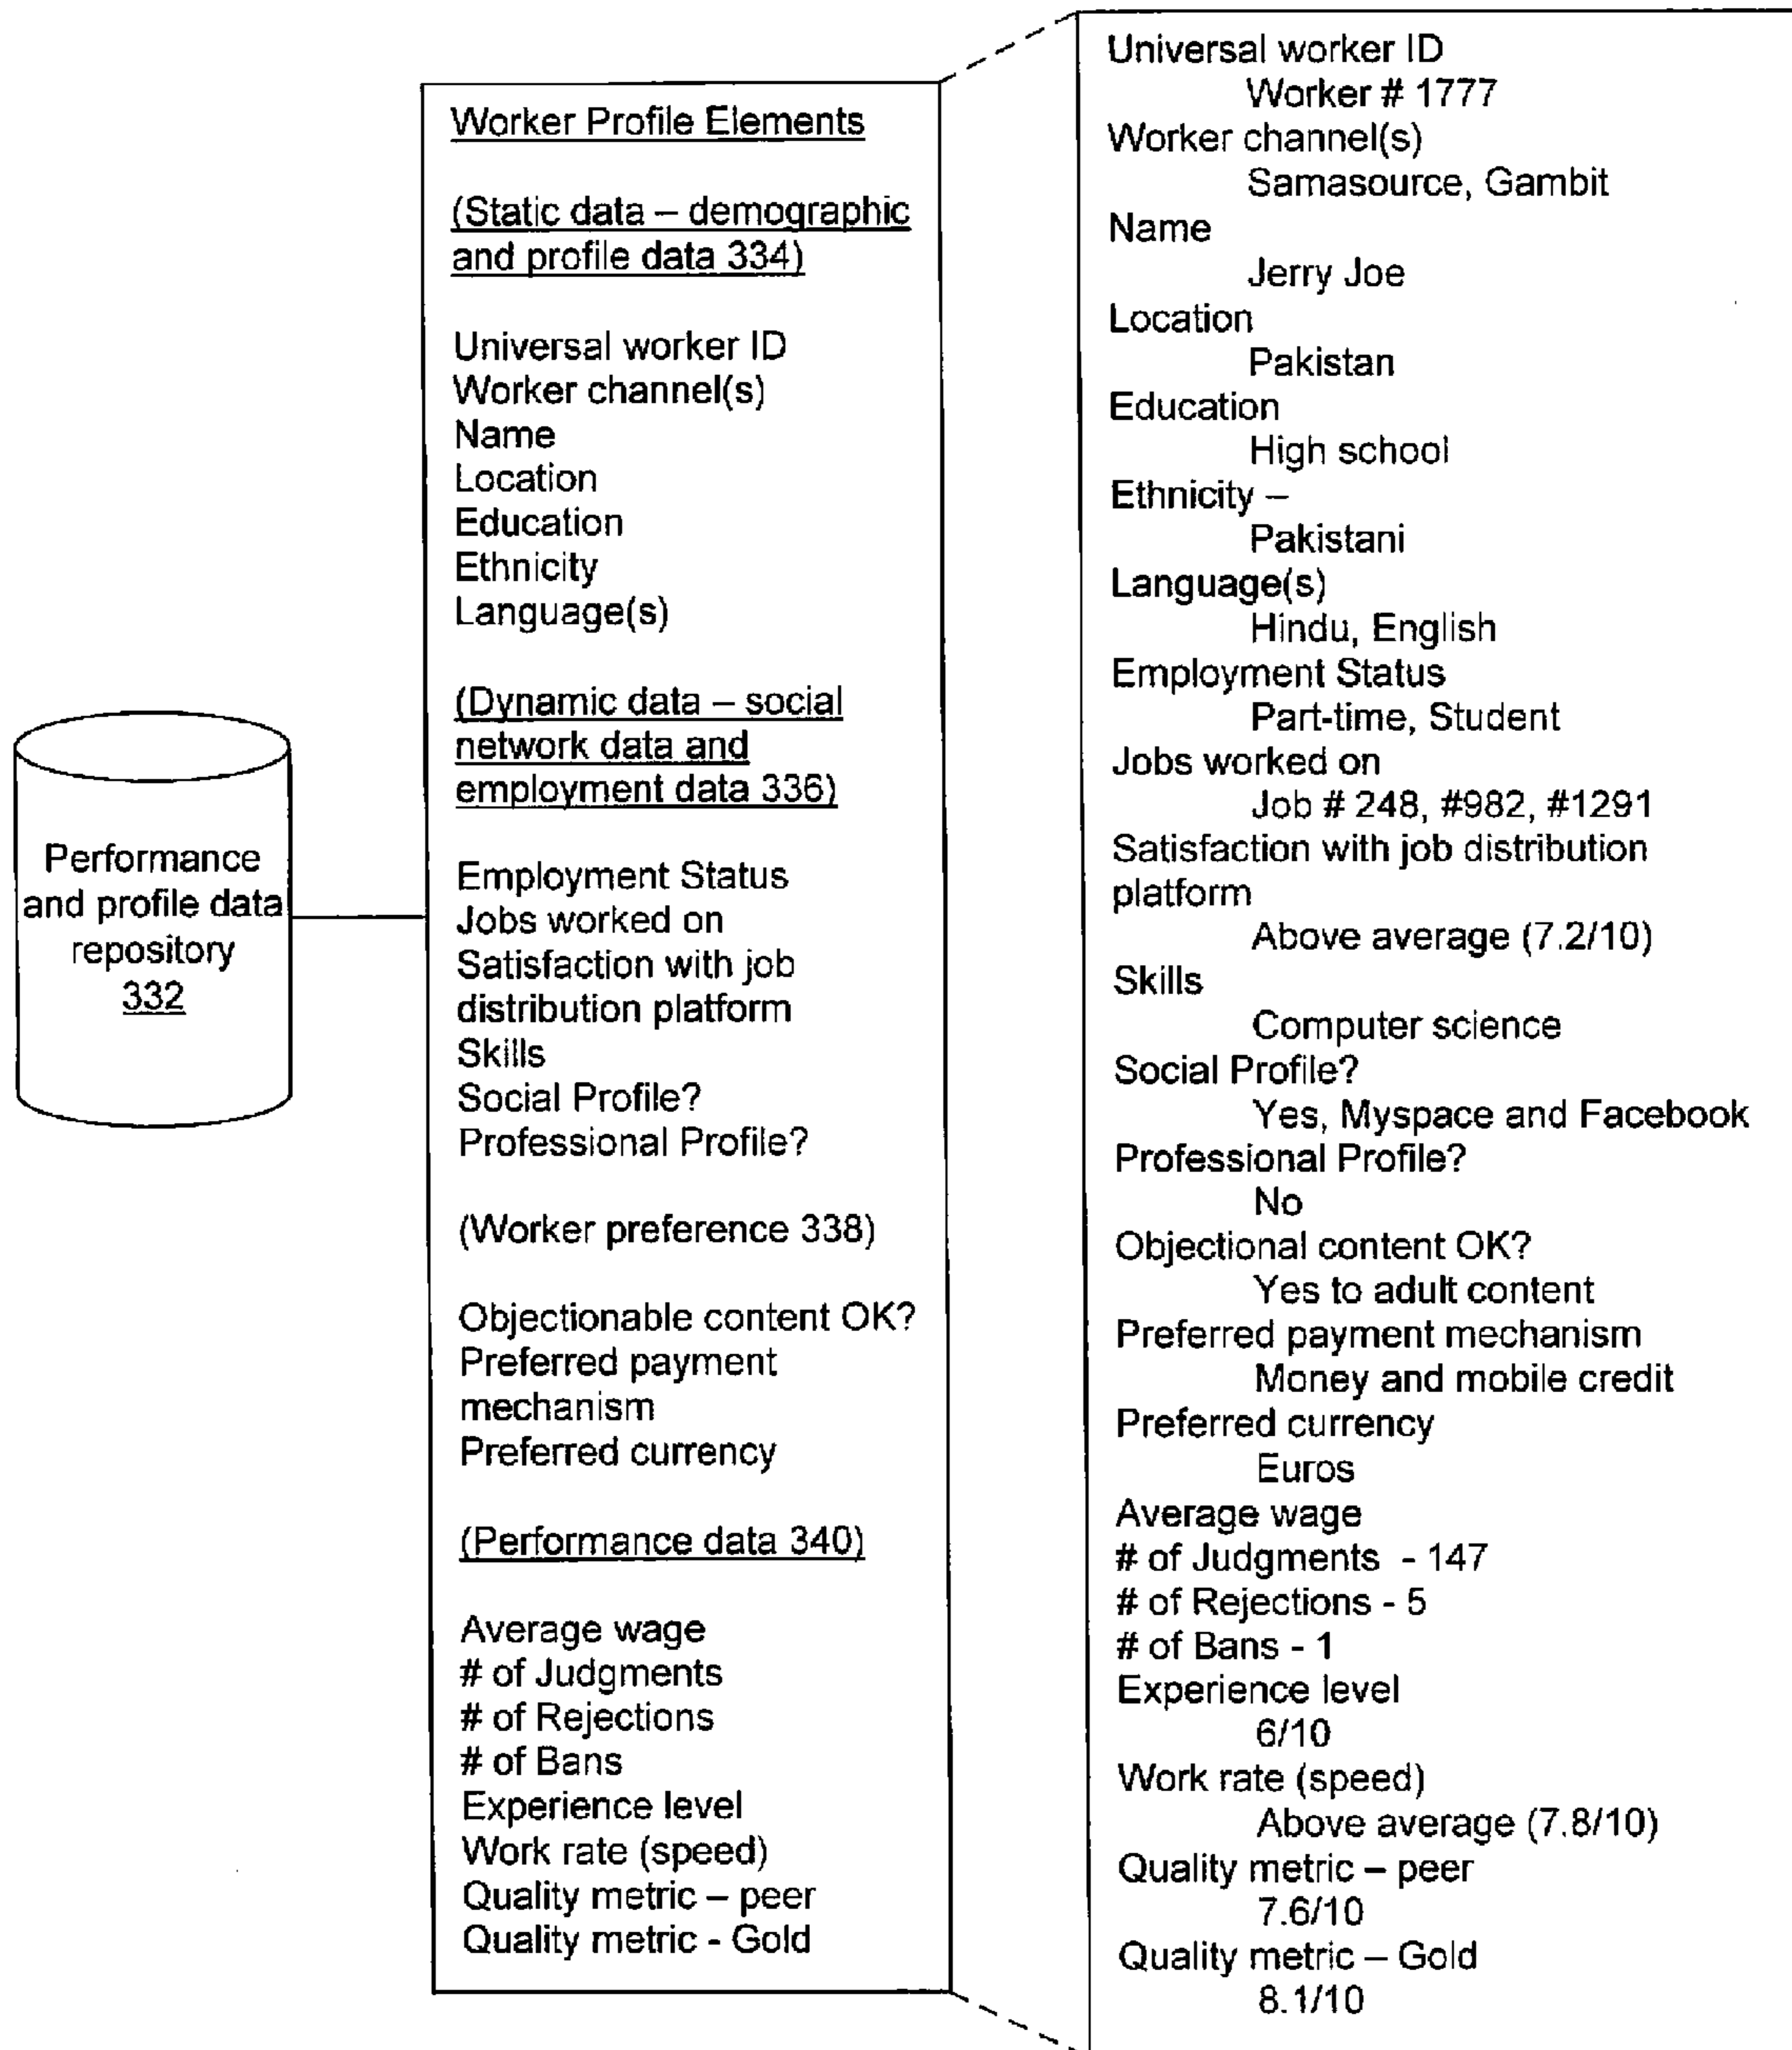 Performance
and profile data
repository
332
Worker Profile Elements
(Static data – demographic
and profile data 334)
Universal worker ID
Worker channel(s)
Name
Location
Education
Ethnicity
Language(s)
(Dynamic data – social
network data and
employment data 336)
Employment Status
Jobs worked on
Satisfaction with job
distribution platform
Skills
Social Profile?
Professional Profile?
(Worker preference 338)
Objectionable content OK?
Preferred payment
mechanism
Preferred currency
(Performance data 340)
Average wage
# of Judgments
# of Rejections
# of Bans
Experience level
Work rate (speed)
Quality metric – peer
Quality metric - Gold
Universal worker ID
Worker # 1777
Worker channel(s)
Samasource, Gambit
Name
Jerry Joe
Location
Pakistan
Education
High school
Ethnicity –
Pakistani
Language(s)
Hindu, English
Employment Status
Part-time, Student
Jobs worked on
Job # 248, #982, #1291
Satisfaction with job distribution
platform
Above average (7.2/10)
Skills
Computer science
Social Profile?
Yes, Myspace and Facebook
Professional Profile?
No
Objectional content OK?
Yes to adult content
Preferred payment mechanism
Money and mobile credit
Preferred currency
Euros
Average wage
# of Judgments - 147
# of Rejections - 5
# of Bans - 1
Experience level
6/10
Work rate (speed)
Above average (7.8/10)
Quality metric – peer
7.6/10
Quality metric – Gold
8.1/10